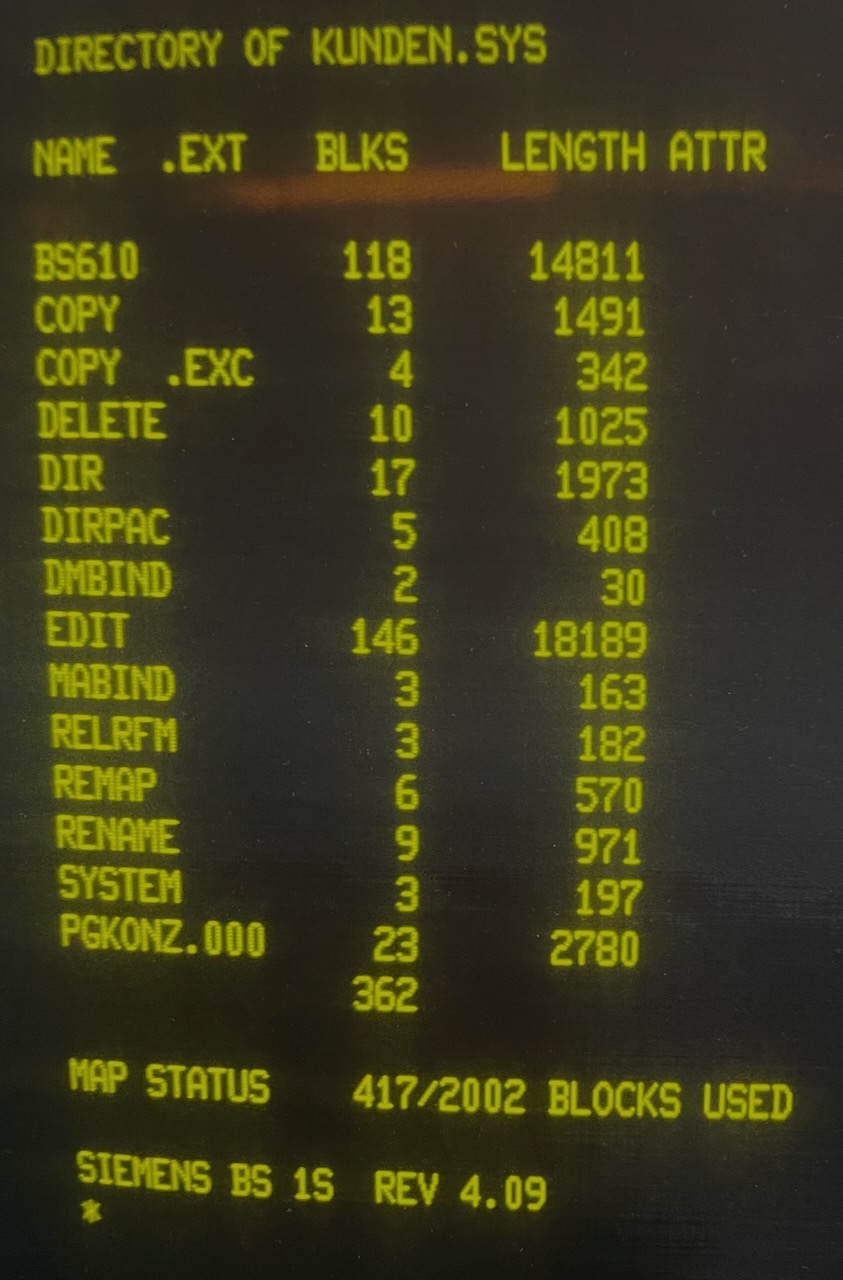 DIRECTORY OF KUNDEN.SYS
NAME .EXT BLKS LENGTH ATTR
BS610 118 14811
COPY 13 1491
COPY .EXC 4 342
DELETE 10 1025
DIR 17 1973
DIRPAC 5 408
DMBIND 2 30
EDIT 146 18189
MABIND 3 163
RELRFM 3 182
REMAP 6 570
RENAME 9 971
SYSTEM 3 197
PGKONZ.000 23 2780
362
MAP STATUS 417/2002 BLOCKS USED
SIEMENS BS 1S REV 4.09
*